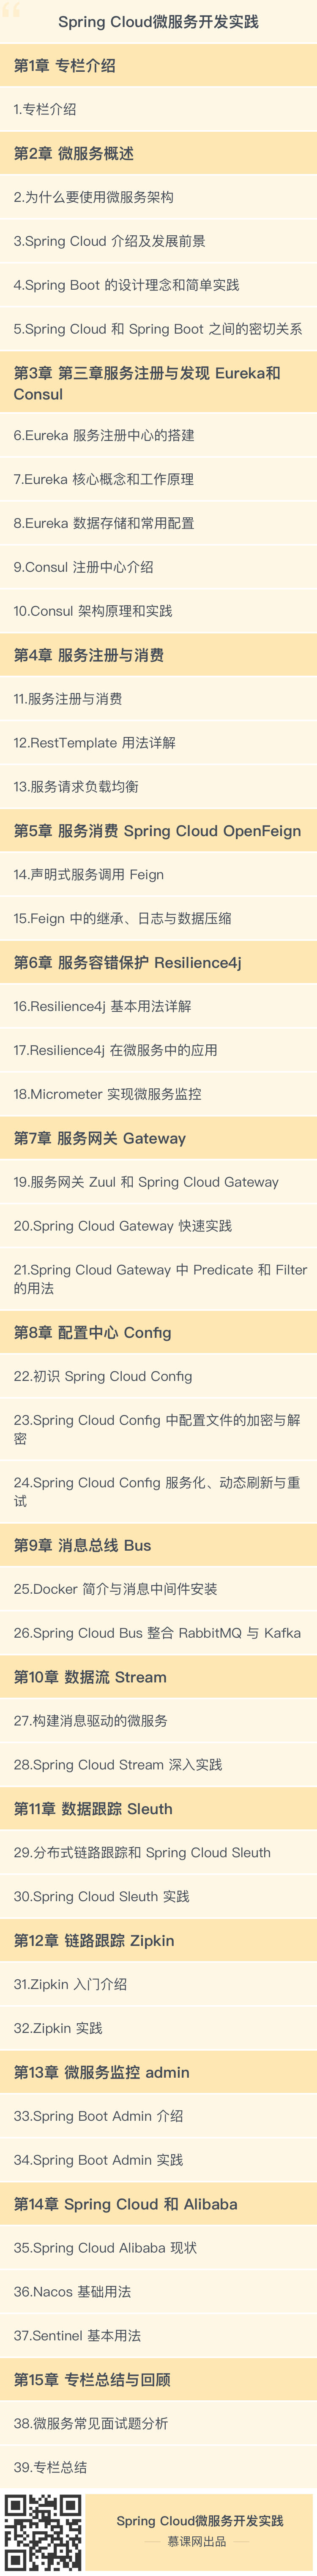 Spring Cloud微服务开发实践
第1章 专栏介绍
1.专栏介绍
第2章 微服务概述
2.为什么要使用微服务架构
3.Spring Cloud 介绍及发展前景
4.Spring Boot 的设计理念和简单实践
5.Spring Cloud 和 Spring Boot 之间的密切关系
第3章 第三章服务注册与发现 Eureka和
Consul
6.Eureka 服务注册中心的搭建
7.Eureka 核心概念和工作原理
8.Eureka 数据存储和常用配置
9.Consul 注册中心介绍
10.Consul 架构原理和实践
第4章 服务注册与消费
11.服务注册与消费
12.RestTemplate 用法详解
13.服务请求负载均衡
第5章 服务消费 Spring Cloud OpenFeign
14.声明式服务调用 Feign
15.Feign 中的继承、日志与数据压缩
第6章 服务容错保护 Resilience4j
16.Resilience4j 基本用法详解
17.Resilience4j 在微服务中的应用
18.Micrometer 实现微服务监控
第7章 服务网关 Gateway
19.服务网关 Zuul 和 Spring Cloud Gateway
20.Spring Cloud Gateway 快速实践
21.Spring Cloud Gateway 中 Predicate 和 Filter
的用法
第8章 配置中心 Config
22.初识 Spring Cloud Config
23.Spring Cloud Config 中配置文件的加密与解
密
24.Spring Cloud Config 服务化、动态刷新与重
试
第9章 消息总线 Bus
25.Docker 简介与消息中间件安装
26.Spring Cloud Bus 整合 RabbitMQ 与 Kafka
第10章 数据流 Stream
27.构建消息驱动的微服务
28.Spring Cloud Stream 深入实践
第11章 数据跟踪 Sleuth
29.分布式链路跟踪和 Spring Cloud Sleuth
30.Spring Cloud Sleuth 实践
第12章 链路跟踪 Zipkin
31.Zipkin 入门介绍
32.Zipkin 实践
第13章 微服务监控 admin
33.Spring Boot Admin 介绍
34.Spring Boot Admin 实践
第14章 Spring Cloud 和 Alibaba
35.Spring Cloud Alibaba 现状
36.Nacos 基础用法
37.Sentinel 基本用法
第15章 专栏总结与回顾
38.微服务常见面试题分析
39.专栏总结
Spring Cloud微服务开发实践
慕课网出品